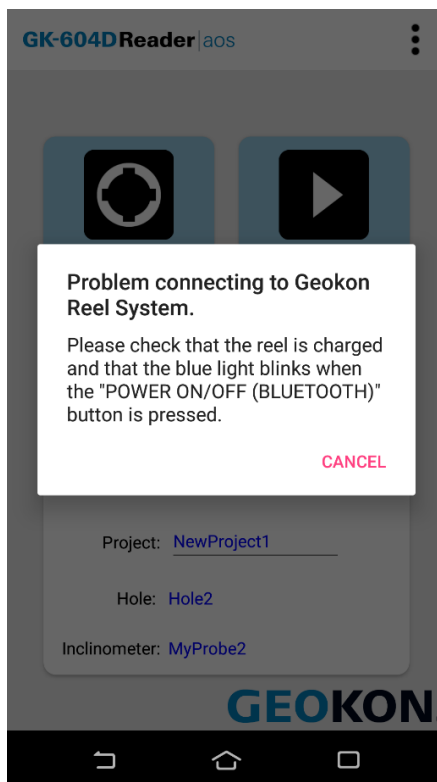 GK-604D Reader|aos
Problem connecting to Geokon
Reel System.
Please check that the reel is charged
and that the blue light blinks when
the "POWER ON/OFF (BLUETOOTH)"
button is pressed.
CANCEL
Project: NewProject1
Hole: Hole2
Inclinometer: MyProbe2
GEOKON